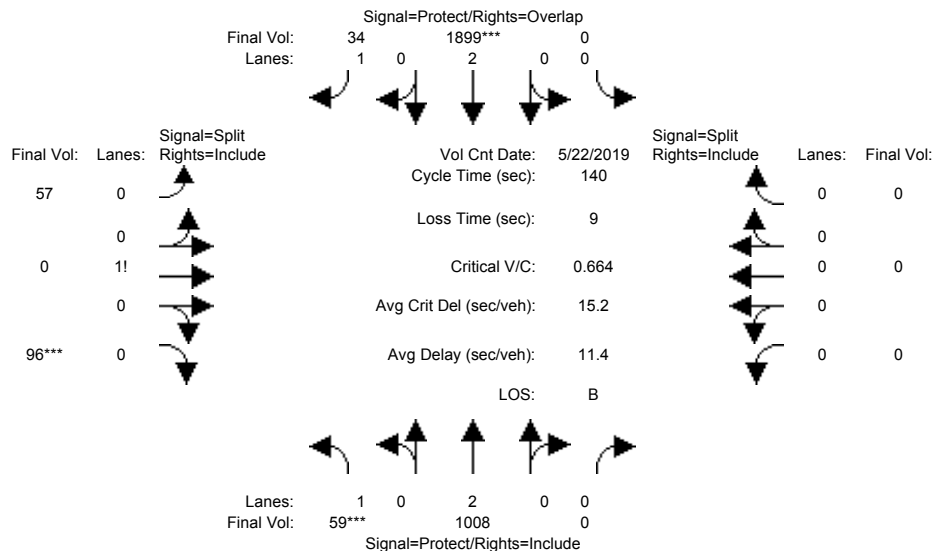 Signal=Protect/Rights=Overlap
Final Vol: 34 1899*** 0
Lanes: 1 0 2 0 0
Signal=Split Signal=Split
Final Vol: Lanes: Rights=Include Vol Cnt Date: 5/22/2019 Rights=Include Lanes: Final Vol:
Cycle Time (sec): 140
57 0 0 0
Loss Time (sec): 9
0 0
0 1! Critical V/C: 0.664 0 0
0 Avg Crit Del (sec/veh): 15.2 0
96*** 0 Avg Delay (sec/veh): 11.4 0 0
LOS: B
Lanes: 1 0 2 0 0
Final Vol: 59*** 1008 0
Signal=Protect/Rights=Include